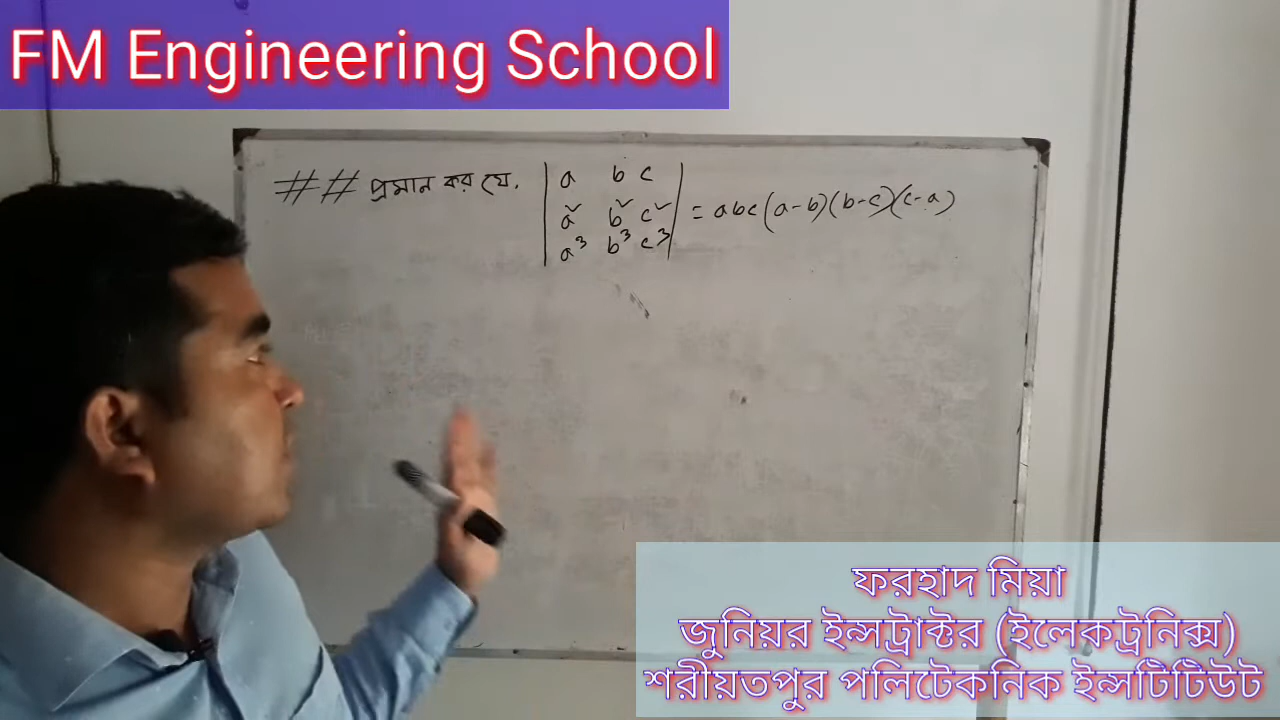 FM Engineering School
## প্রমান কর যে, | a b c | = abc(a-b)(b-c)(c-a)
a² b² c²
a³ b³ c³
ফরহাদ মিয়া
জুনিয়র ইন্সট্রাক্টর (ইলেকট্রনিক্স)
শরীয়তপুর পলিটেকনিক ইন্সটিটিউট